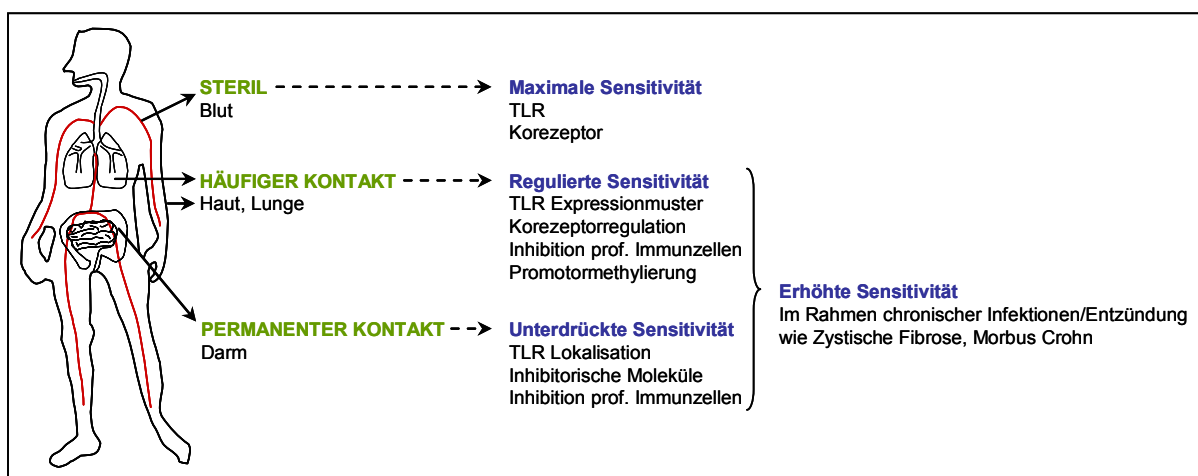 STERIL
Blut
Maximale Sensitivität
TLR
Korezeptor
HÄUFIGER KONTAKT
Haut, Lunge
Regulierte Sensitivität
TLR Expressionmuster
Korezeptorregulation
Inhibition prof. Immunzellen
Promotormethylierung
PERMANENTER KONTAKT
Darm
Unterdrückte Sensitivität
TLR Lokalisation
Inhibitorische Moleküle
Inhibition prof. Immunzellen
Erhöhte Sensitivität
Im Rahmen chronischer Infektionen/Entzündung
wie Zystische Fibrose, Morbus Crohn